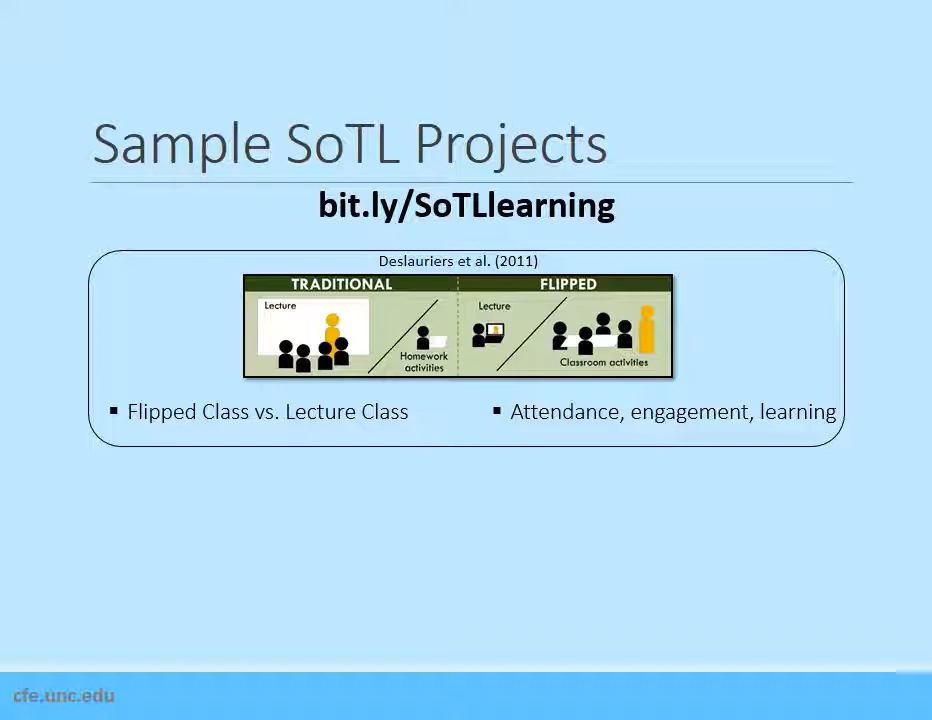 Sample SoTL Projects
bit.ly/SoTLlearning
Deslauriers et al. (2011)
TRADITIONAL
FLIPPED
Lecture
Homework
activities
Lecture
Classroom activities
▪ Flipped Class vs. Lecture Class
▪ Attendance, engagement, learning
cfe.unc.edu